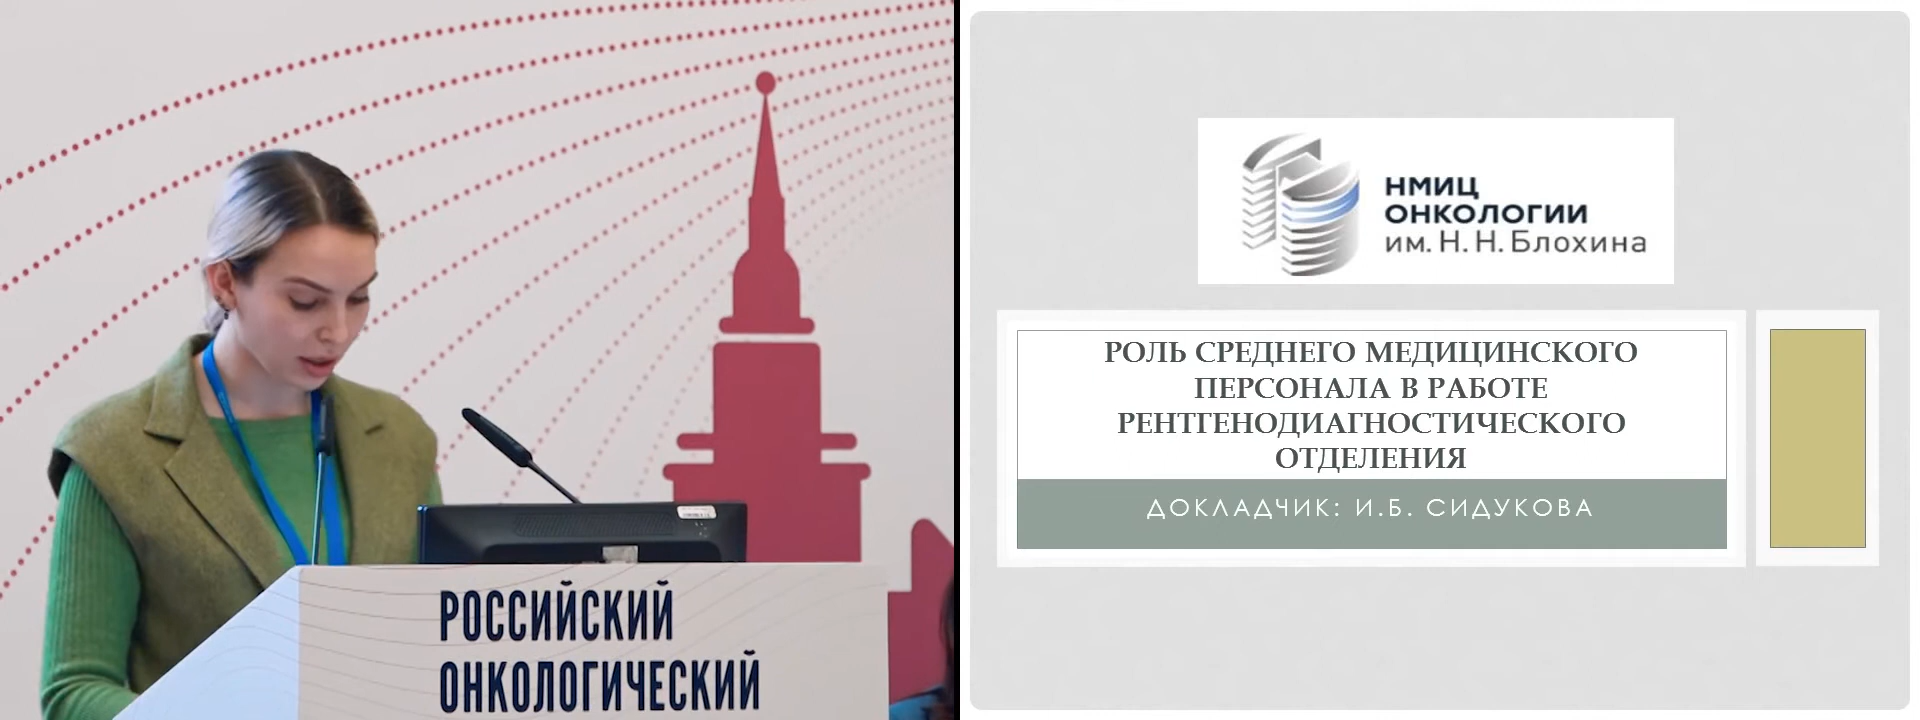 РОССИЙСКИЙ
ОНКОЛОГИЧЕСКИЙ
НМИЦ
ОНКОЛОГИИ
им. Н. Н. Блохина
РОЛЬ СРЕДНЕГО МЕДИЦИНСКОГО
ПЕРСОНАЛА В РАБОТЕ
РЕНТГЕНОДИАГНОСТИЧЕСКОГО
ОТДЕЛЕНИЯ
ДОКЛАДЧИК: И.Б. СИДУКОВА